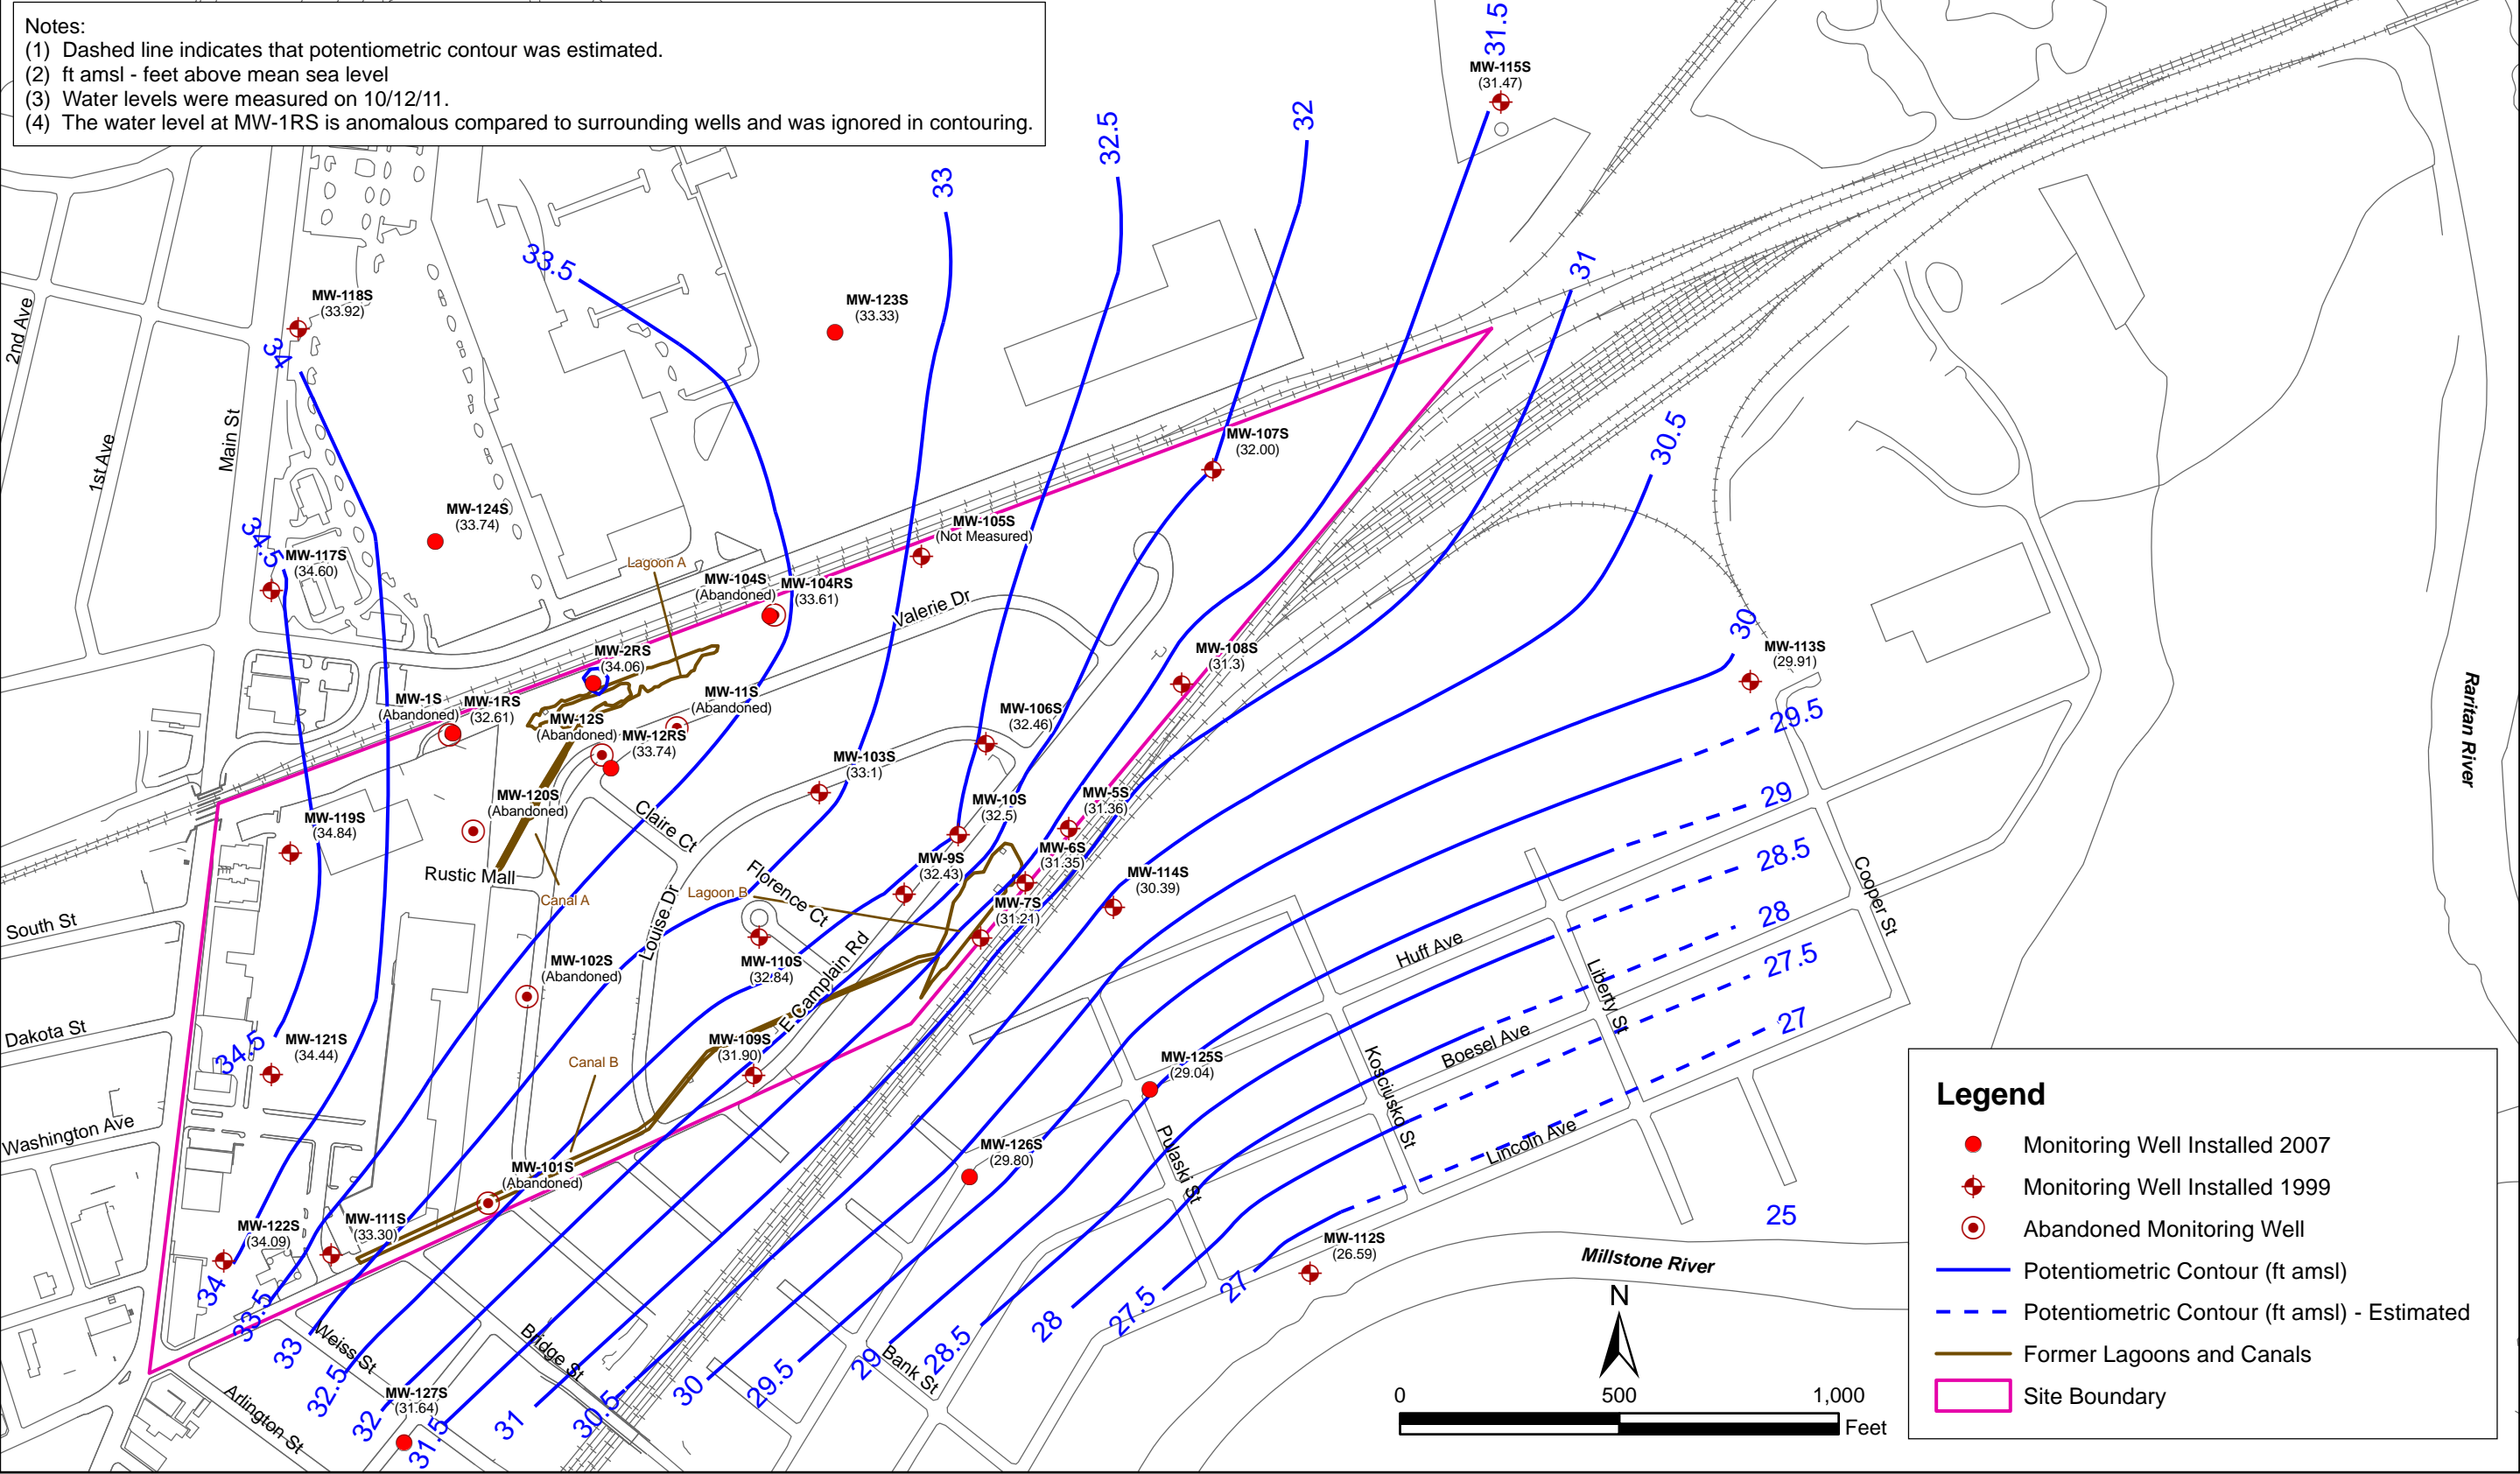 Notes:
(1) Dashed line indicates that potentiometric contour was estimated.
(2) ft amsl - feet above mean sea level
(3) Water levels were measured on 10/12/11.
(4) The water level at MW-1RS is anomalous compared to surrounding wells and was ignored in contouring.
31.5
MW-115S
(31.47)
32
32.5
33
33.5
31
MW-118S
(33.92)
MW-123S
(33.33)
2nd Ave
34
1st Ave
Main St
30.5
MW-107S
(32.00)
MW-124S
(33.74)
34.5
MW-117S
(34.60)
MW-105S
(Not Measured)
Lagoon A
MW-104S
(Abandoned)
MW-104RS
(33.61)
Valerie Dr
30
MW-113S
(29.91)
MW-108S
(31.3)
MW-2RS
(34.06)
MW-1S
(Abandoned)
MW-1RS
(32.61)
MW-11S
(Abandoned)
MW-12S
(Abandoned)
MW-12RS
(33.74)
MW-106S
(32.46)
29.5
Raritan River
MW-103S
(33.1)
MW-120S
(Abandoned)
MW-10S
(32.5)
MW-5S
(31.36)
29
MW-119S
(34.84)
Claire Ct
MW-9S
(32.43)
MW-6S
(31.35)
28.5
Rustic Mall
Florence Ct
Lagoon B
MW-114S
(30.39)
Cooper St
Canal A
MW-7S
(31.21)
28
South St
Louise Dr
Huff Ave
27.5
MW-102S
(Abandoned)
MW-110S
(32.84)
E Camplain Rd
Liberty St
27
Dakota St
34.5
MW-121S
(34.44)
MW-109S
(31.90)
Boesel Ave
Canal B
MW-125S
(29.04)
Kosciusko St
Washington Ave
MW-126S
(29.80)
Pulaski St
Lincoln Ave
MW-101S
(Abandoned)
25
MW-122S
(34.09)
MW-111S
(33.30)
MW-112S
(26.59)
Millstone River
34
33.5
33
32.5
32
31.5
31
30.5
30
29.5
29
28.5
28
27.5
27
Weiss St
Bridge St
Bank St
Arlington St
MW-127S
(31.64)
N
0 500 1,000
Feet
Legend
Monitoring Well Installed 2007
Monitoring Well Installed 1999
Abandoned Monitoring Well
Potentiometric Contour (ft amsl)
Potentiometric Contour (ft amsl) - Estimated
Former Lagoons and Canals
Site Boundary